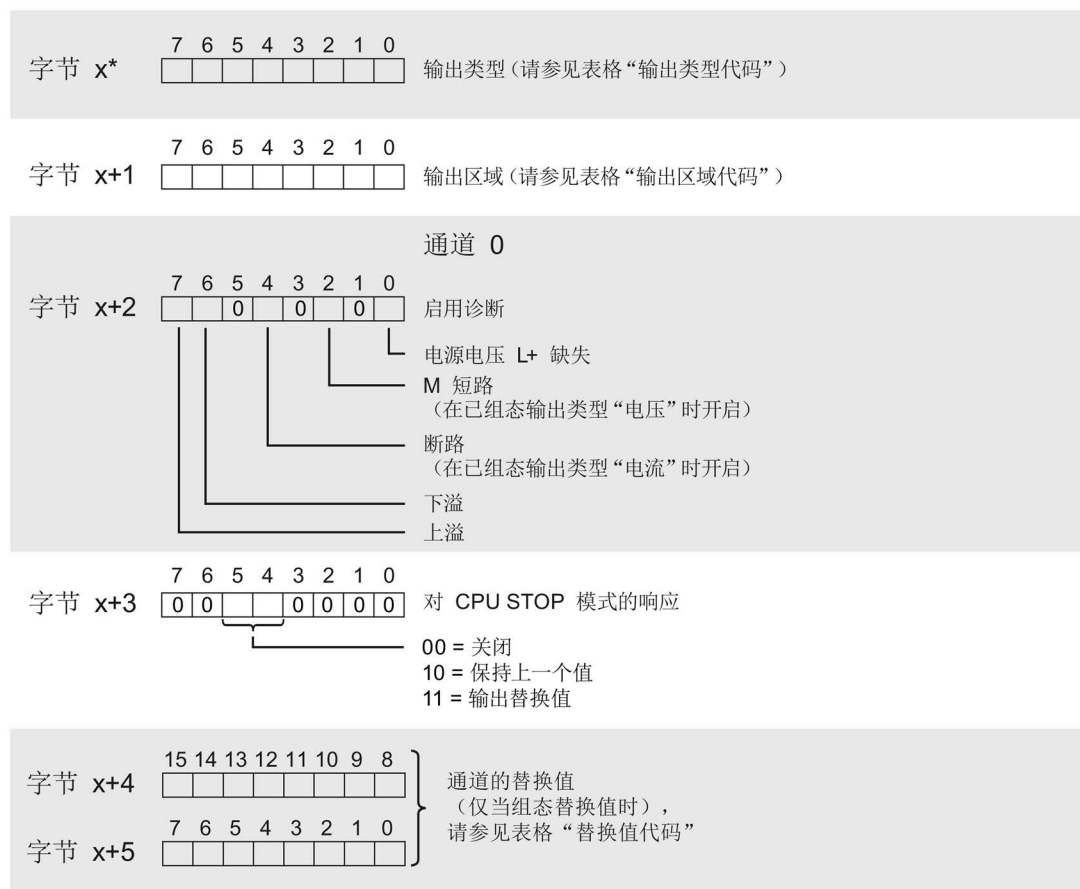 7 6 5 4 3 2 1 0
字节 x* 输出类型(请参见表格“输出类型代码”)
7 6 5 4 3 2 1 0
字节 x+1 输出区域(请参见表格“输出区域代码”)
通道 0
7 6 5 4 3 2 1 0
字节 x+2 0 0 0 启用诊断
电源电压 L+ 缺失
M 短路
(在已组态输出类型“电压”时开启)
断路
(在已组态输出类型“电流”时开启)
下溢
上溢
7 6 5 4 3 2 1 0
字节 x+3 0 0 0 0 0 0 对 CPU STOP 模式的响应
00 = 关闭
10 = 保持上一个值
11 = 输出替换值
15 14 13 12 11 10 9 8
字节 x+4
通道的替换值
(仅当组态替换值时),
请参见表格“替换值代码”
7 6 5 4 3 2 1 0
字节 x+5